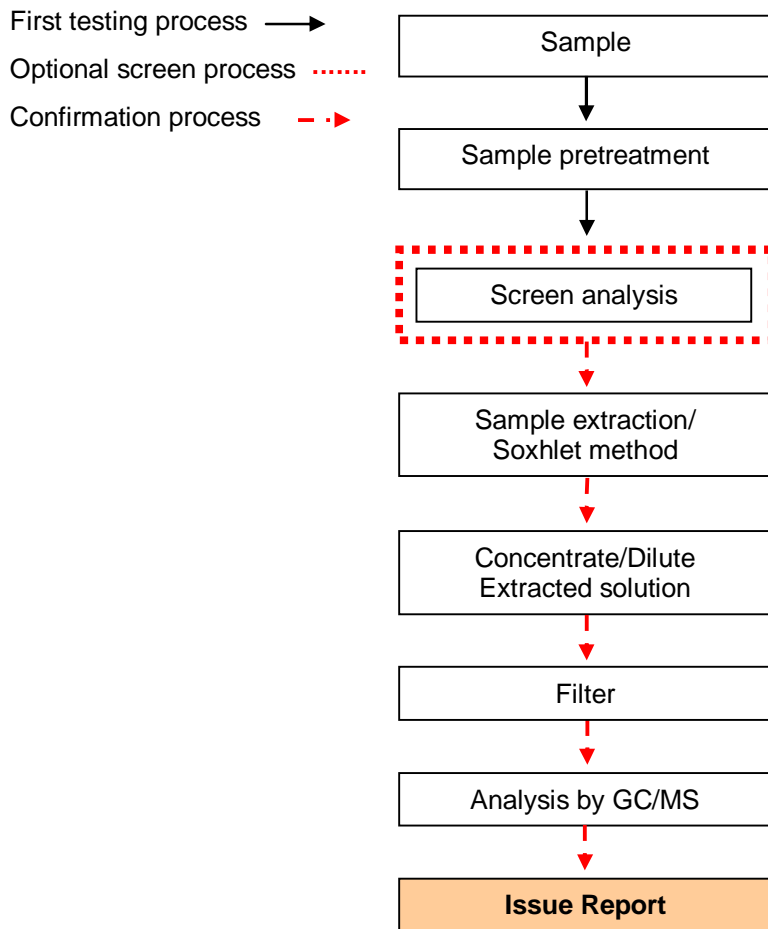 First testing process
Optional screen process
Confirmation process
Sample
Sample pretreatment
Screen analysis
Sample extraction/
Soxhlet method
Concentrate/Dilute
Extracted solution
Filter
Analysis by GC/MS
Issue Report